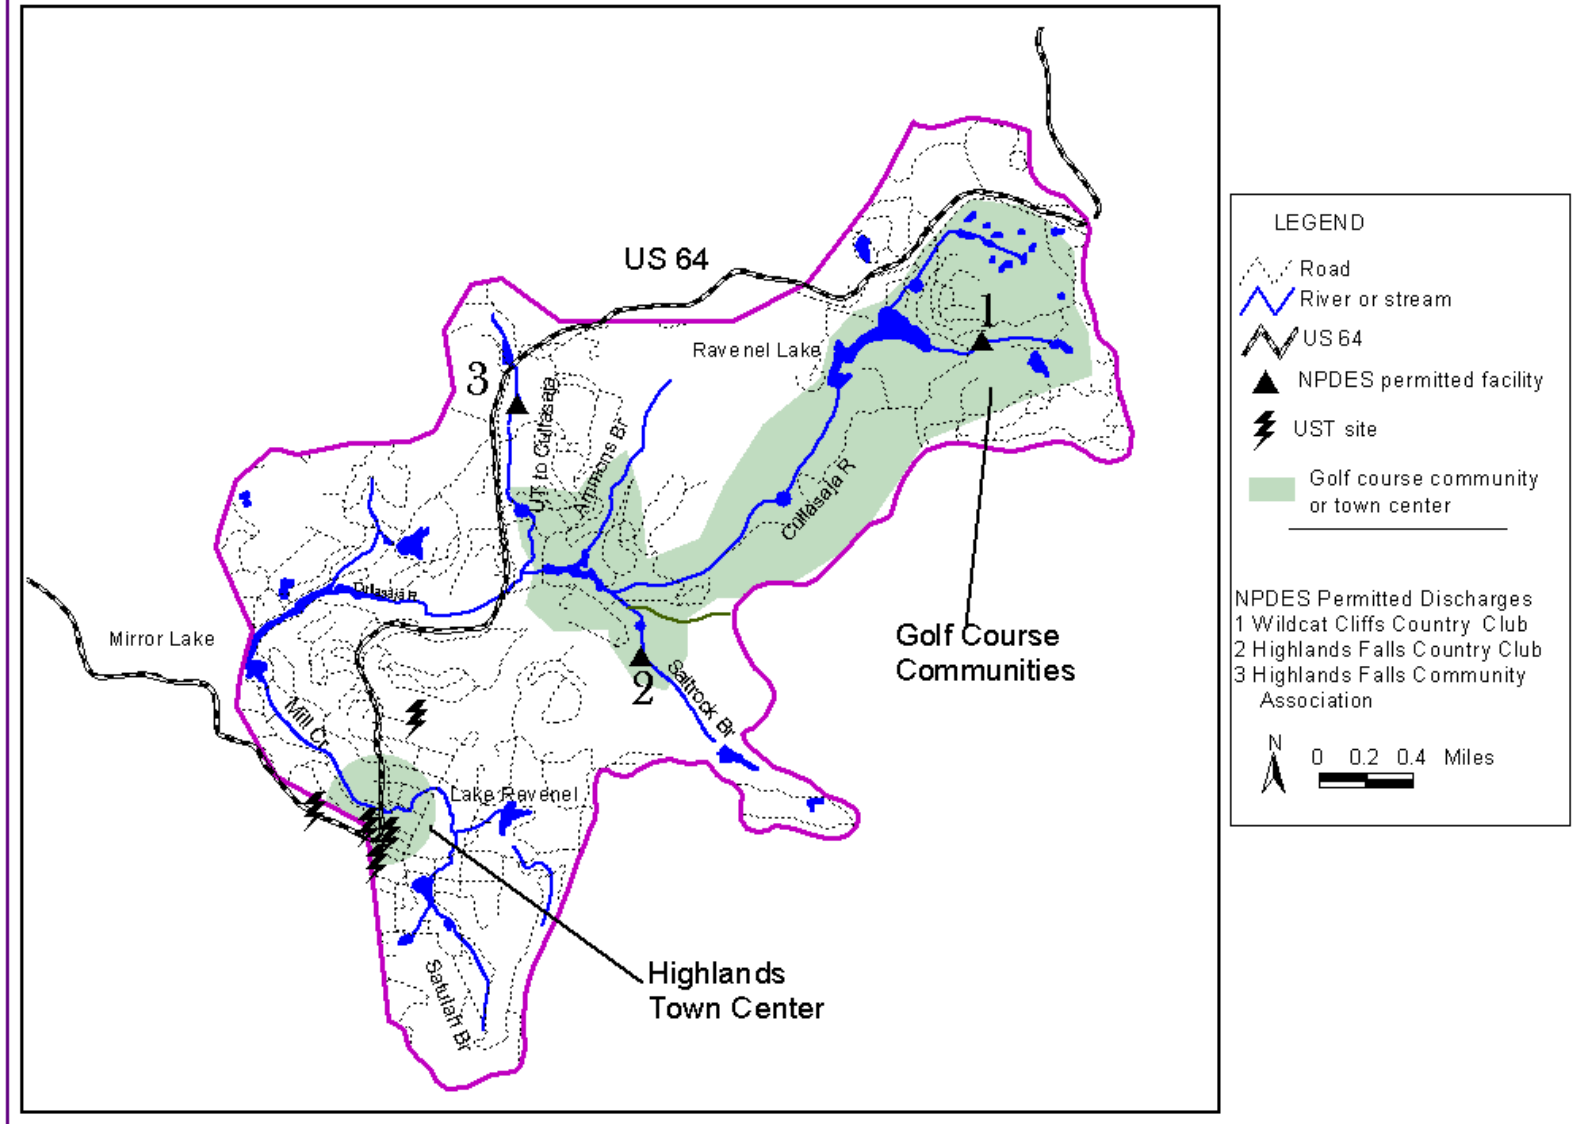 US 64
1
Ravenel Lake
3
UT to Cullasaja
Ammons Br
Cullasaja R
Mirror Lake
Golf Course
Communities
2
Saltrock Br
Mill Cr
Lake Ravenel
Highlands
Town Center
Satulah Br
LEGEND
Road
River or stream
US 64
NPDES permitted facility
UST site
Golf course community
or town center
NPDES Permitted Discharges
1 Wildcat Cliffs Country Club
2 Highlands Falls Country Club
3 Highlands Falls Community
Association
N
0 0.2 0.4 Miles